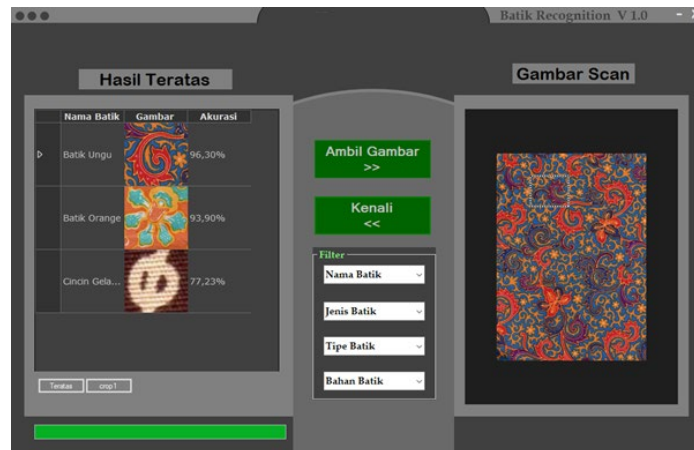 Batik Recognition V 1.0
Hasil Teratas
Gambar Scan
Nama Batik Gambar Akurasi
Batik Ungu 96,30%
Batik Orange 93,90%
Cincin Gela... 77,23%
Ambil Gambar
>>
Kenali
<<
Filter
Nama Batik
Jenis Batik
Tipe Batik
Bahan Batik
Teratas crop1